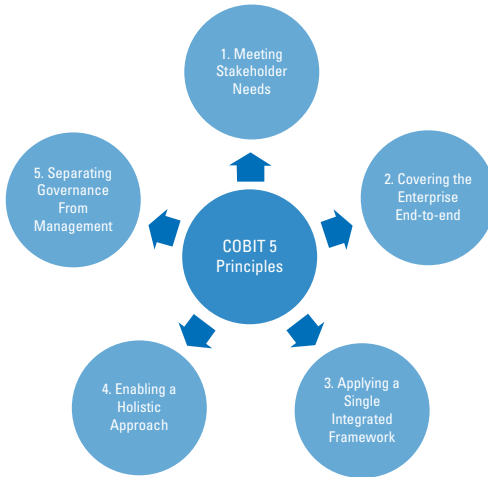 1. Meeting
Stakeholder
Needs
2. Covering the
Enterprise
End-to-end
3. Applying a
Single
Integrated
Framework
4. Enabling a
Holistic
Approach
5. Separating
Governance
From
Management
COBIT 5
Principles